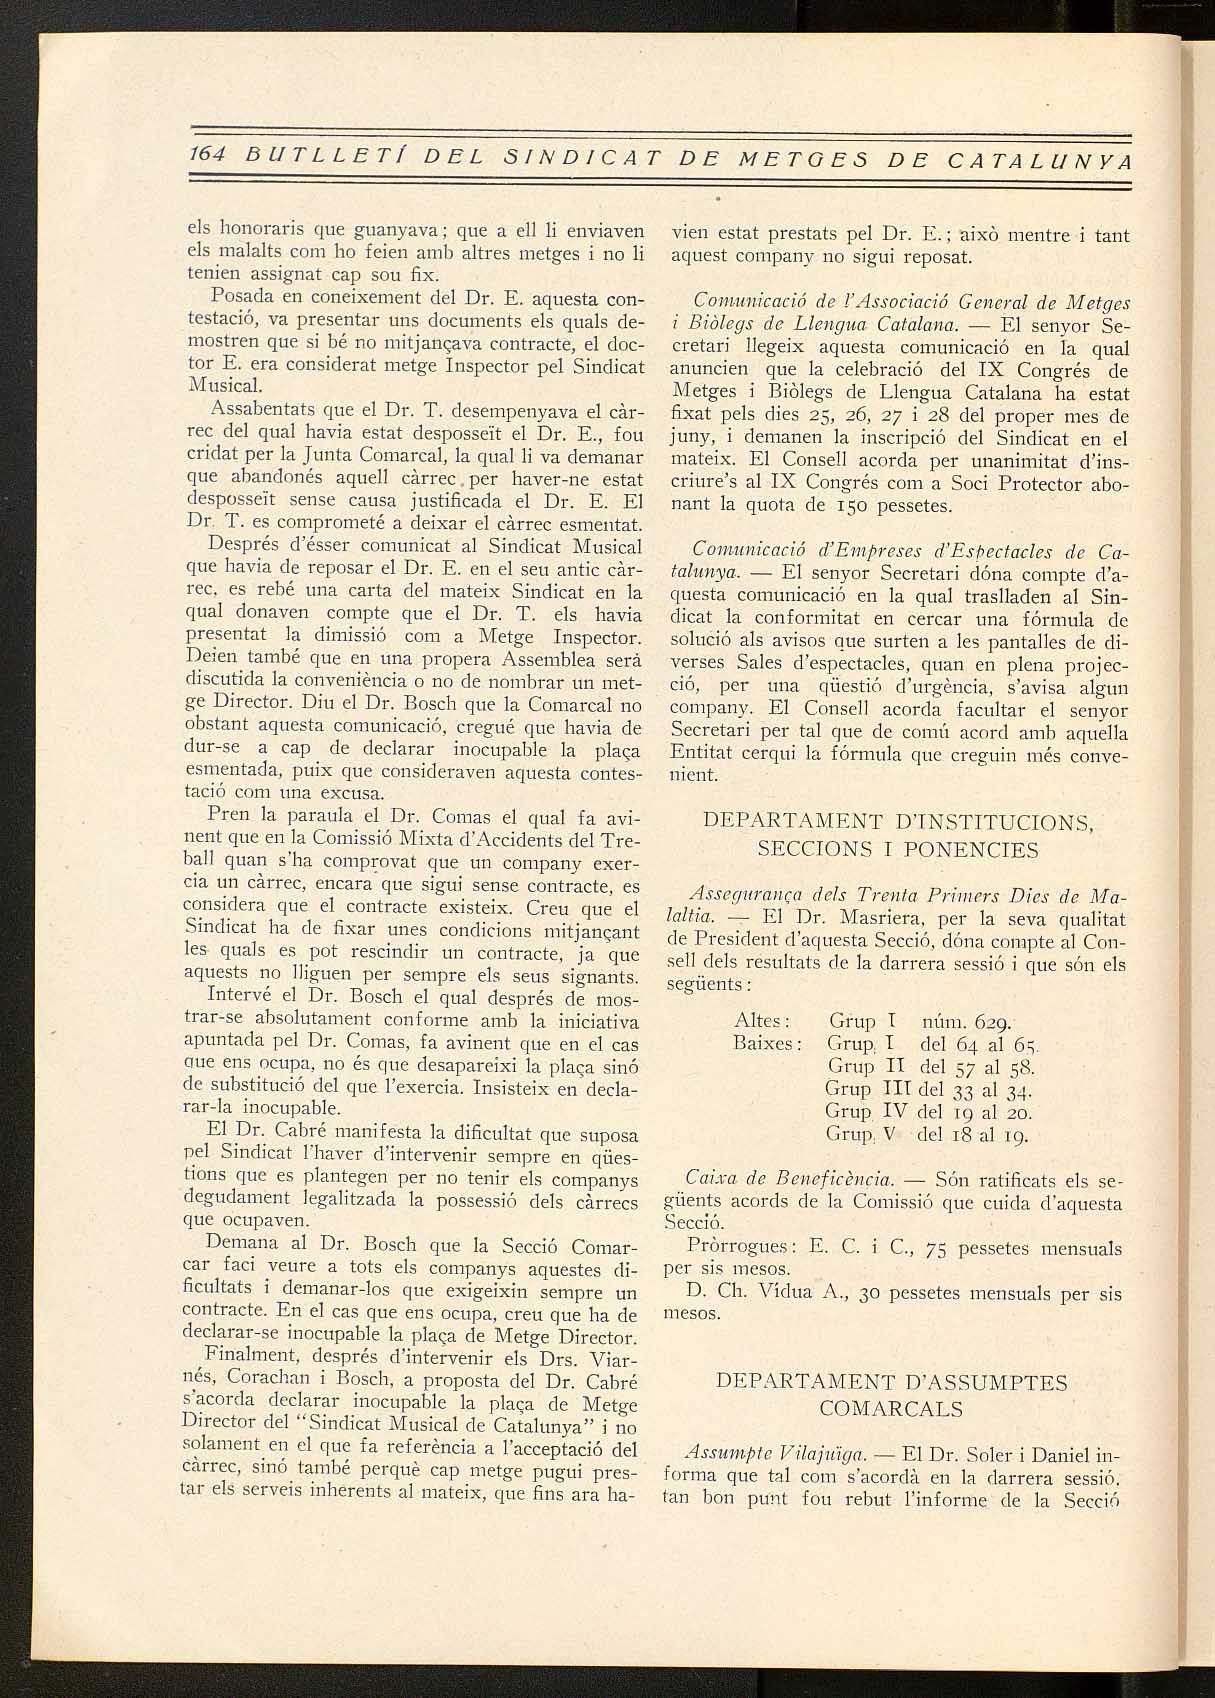 164 BUTLLETÍ DEL SINDICAT DE METGES DE CATALUNYA
els honoraris que guanyava; que a ell li enviaven
els malalts com ho feien amb altres metges i no li
tenien assignat cap sou fix.
Posada en coneixement del Dr. E. aquesta con-
testació, va presentar uns documents els quals de-
mostren que si bé no mitjançava contracte, el doc-
tor E. era considerat metge Inspector pel Sindicat
Musical.
Assabentats que el Dr. T. desempenyava el càr-
rec del qual havia estat despossoït el Dr. E., fou
cridat per la Junta Comarcal, la qual li va demanar
que abandonés aquell càrrec per haver-ne estat
desposseït sense causa justificada el Dr. E. El
Dr. T. es comprometé a deixar el càrrec esmentat.
Després d'ésser comunicat al Sindicat Musical
que havia de reposar el Dr. E. en el seu antic càr-
rec, es rebé una carta del mateix Sindicat en la
qual donaven compte que el Dr. T. els havia
presentat la dimissió com a Metge Inspector.
Deien també que en una propera Assemblea serà
discutida la conveniència o no de nombrar un met-
ge Director. Diu el Dr. Bosch que la Comarcal no
obstant aquesta comunicació, cregué que havia de
dur-se a cap de declarar inocupable la plaça
esmentada, puix que consideraven aquesta contes-
tació com una excusa.
Pren la paraula el Dr. Comas el qual fa avi-
nent que en la Comissió Mixta d'Accidents del Tre-
ball quan s'ha comprovat que un company exer-
cia un càrrec, encara que sigui sense contracte, es
considera que el contracte existeix. Creu que el
Sindicat ha de fixar unes condicions mitjançant
les quals es pot rescindir un contracte, ja que
aquests no lliguen per sempre els seus signants.
Intervé el Dr. Bosch el qual després de mos-
trar-se absolutament conforme amb la iniciativa
apuntada pel Dr. Comas, fa avinent que en el cas
que ens ocupa, no és que desapareixi la plaça sinó
de substitució del que l'exercia. Insisteix en decla-
rar-la inocupable.
El Dr. Cabré manifesta la dificultat que suposa
pel Sindicat l'haver d'intervenir sempre en qües-
tions que es plantegen per no tenir els companys
degudament legalitzada la possessió dels càrrecs
que ocupaven.
Demana al Dr. Bosch que la Secció Comar-
car faci veure a tots els companys aquestes di-
ficultats i demanar-los que exigeixin sempre un
contracte. En el cas que ens ocupa, creu que ha de
declarar-se inocupable la plaça de Metge Director.
Finalment, després d'intervenir els Drs. Viar-
nés, Corachan i Bosch, a proposta del Dr. Cabré
s'acorda declarar inocupable la plaça de Metge
Director del "Sindicat Musical de Catalunya" i no
solament en el que fa referència a l'acceptació del
càrrec, sinó també perquè cap metge pugui pres-
tar els serveis inherents al mateix, que fins ara ha-
vien estat prestats pel Dr. E.; això mentre i tant
aquest company no sigui reposat.
Comunicació de l'Associació General de Metges
i Biòlegs de Llengua Catalana. — El senyor Se-
cretari llegeix aquesta comunicació en la qual
anuncien que la celebració del IX Congrés de
Metges i Biòlegs de Llengua Catalana ha estat
fixat pels dies 25, 26, 27 i 28 del proper mes de
juny, i demanen la inscripció del Sindicat en el
mateix. El Consell acorda per unanimitat d'ins-
criure's al IX Congrés com a Soci Protector abo-
nant la quota de 150 pessetes.
Comunicació d'Empreses d'Espectacles de Ca-
talunya. — El senyor Secretari dóna compte d'a-
questa comunicació en la qual traslladen al Sin-
dicat la conformitat en cercar una fórmula de
solució als avisos que surten a les pantalles de di-
verses Sales d'espectacles, quan en plena projec-
ció, per una qüestió d'urgència, s'avisa algun
company. El Consell acorda facultar el senyor
Secretari per tal que de comú acord amb aquella
Entitat cerqui la fórmula que creguin més conve-
nient.
DEPARTAMENT D'INSTITUCIONS,
SECCIONS I PONENCIES
Assegurança dels Trenta Primers Dies de Ma-
laltia. — El Dr. Masriera, per la seva qualitat
de President d'aquesta Secció, dóna compte al Con-
sell dels resultats de la darrera sessió i que són els
següents:
Altes: Grup I núm. 629.
Baixes: Grup. I del 64 al 65.
Grup II del 57 al 58.
Grup III del 33 al 34.
Grup IV del 19 al 20.
Grup. V del 18 al 19.
Caixa de Beneficència. — Són ratificats els se-
güents acords de la Comissió que cuida d'aquesta
Secció.
Pròrrogues: E. C. i C., 75 pessetes mensuals
per sis mesos.
D. Ch. Vídua A., 30 pessetes mensuals per sis
mesos.
DEPARTAMENT D'ASSUMPTES
COMARCALS
Assumpte Vilajuïga. — El Dr. Soler i Daniel in-
forma que tal com s'acordà en la darrera sessió,
tan bon punt fou rebut l'informe de la Secció